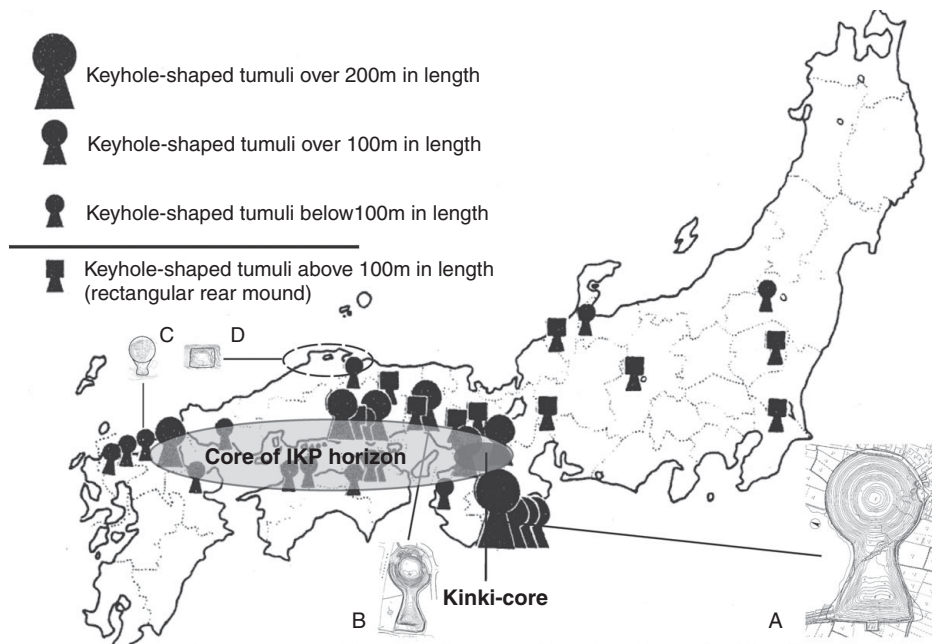 Keyhole-shaped tumuli over 200m in length
Keyhole-shaped tumuli over 100m in length
Keyhole-shaped tumuli below100m in length
Keyhole-shaped tumuli above 100m in length
(rectangular rear mound)
C
D
Core of IKP horizon
B
Kinki-core
A